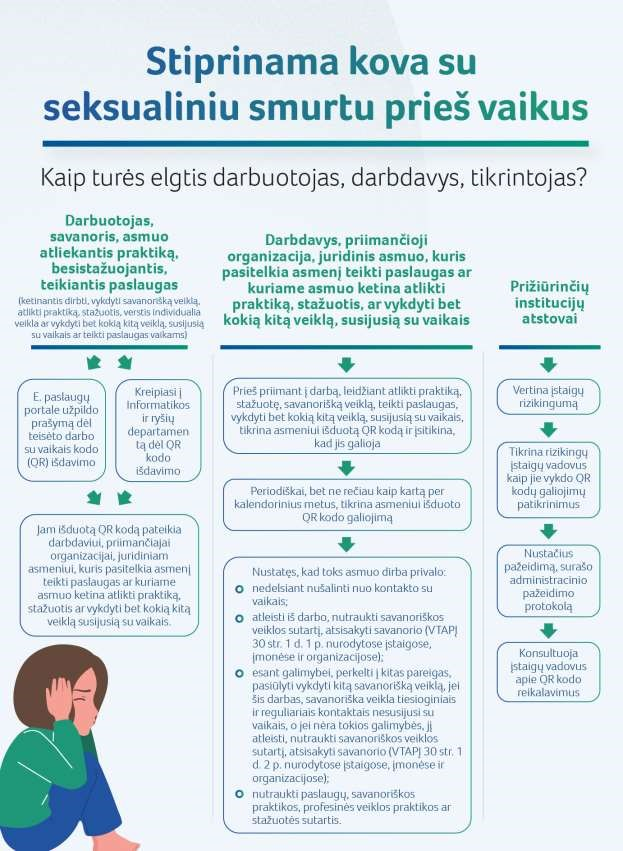 Stiprinama kova su
seksualiniu smurtu prieš vaikus
Kaip turės elgtis darbuotojas, darbdavys, tikrintojas?
Darbuotojas,
savanoris, asmuo
atliekantis praktiką,
besistažuojantis,
teikiantis paslaugas
(ketinantis dirbti, vykdyti savanorišką veiklą,
atlikti praktiką, stažuotę, verstis individualia
veikla ar vykdyti bet kokią kitą veiklą, susijusią
su vaikais ar teikti paslaugas vaikams)
E. paslaugų
portale užpildo
prašymą dėl
teisėto darbo
su vaikais kodo
(QR) išdavimo
Kreipiasi į
Informatikos
ir ryšių
departamen
tą dėl QR
kodo
išdavimo
Jam išduotą QR kodą pateikia
darbdaviui, priimančiajai
organizacijai, juridiniam
asmeniui, kuris pasitelkia asmenį
teikti paslaugas ar kuriame
asmuo ketina atlikti praktiką,
stažuotis ar vykdyti bet kokią kitą
veiklą susijusią su vaikais.
Darbdavys, priimančioji
organizacija, juridinis asmuo, kuris
pasitelkia asmenį teikti paslaugas ar
kuriame asmuo ketina atlikti
praktiką, stažuotis, ar vykdyti bet
kokią kitą veiklą, susijusią su vaikais
Prieš priimant į darbą, leidžiant atlikti praktiką,
stažuotę, savanorišką veiklą, teikti paslaugas,
vykdyti bet kokią kitą veiklą, susijusią su vaikais,
tikrina asmeniui išduotą QR kodą ir įsitikina,
kad jis galioja
Periodiškai, bet ne rečiau kaip kartą per
kalendorinius metus, tikrina asmeniui išduoto
QR kodo galiojimą
Nustatęs, kad toks asmuo dirba privalo:
nedelsiant nušalinti nuo kontakto su
vaikais;
atleisti iš darbo, nutraukti savanoriškos
veiklos sutartį, atsisakyti savanorio (VTAPĮ
30 str. 1 d. 1 p. nurodytose įstaigose,
įmonėse ir organizacijose);
esant galimybei, perkelti į kitas pareigas,
pasiūlyti vykdyti kitą savanorišką veiklą, jei
šis darbas, savanoriška veikla tiesioginiais
ir reguliariais kontaktais nesusijusi su
vaikais, o jei nėra tokios galimybės, jį
atleisti, nutraukti savanoriškos veiklos
sutartį, atsisakyti savanorio (VTAPĮ 30 str. 1
d. 2 p. nurodytose įstaigose, įmonėse ir
organizacijose);
nutraukti paslaugų, savanoriškos
praktikos, profesinės veiklos praktikos ar
stažuotės sutartis.
Prižiūrinčių
institucijų
atstovai
Vertina įstaigų
rizikingumą
Tikrina rizikingų
įstaigų vadovus
kaip jie vykdo QR
kodų galiojimų
patikrinimus
Nustačius
pažeidimą, surašo
administracinio
pažeidimo
protokolą
Konsultuoja
įstaigų vadovus
apie QR kodo
reikalavimus